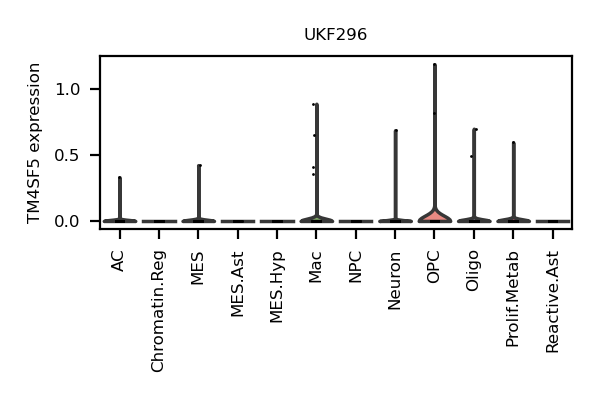 UKF296
TM4SF5 expression
1.0
0.5
0.0
AC
Chromatin.Reg
MES
MES.Ast
MES.Hyp
Mac
NPC
Neuron
OPC
Oligo
Prolif.Metab
Reactive.Ast